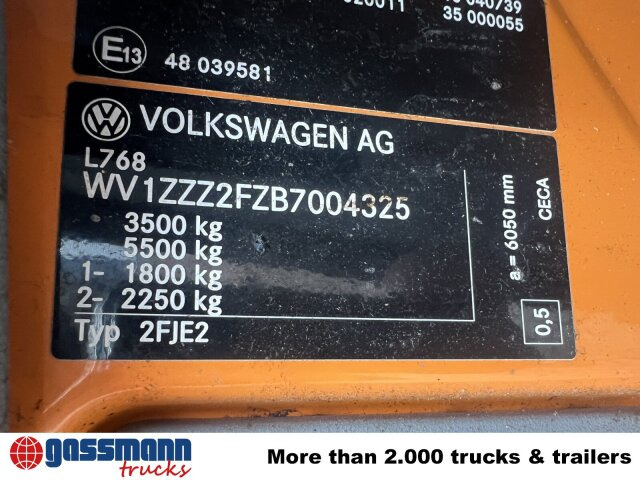 35 000055
E13
48 039581
VOLKSWAGEN AG
L768
WV1ZZZ2FZB7004325
3500 kg
5500 kg
1- 1800 kg
2- 2250 kg
Typ 2FJE2
a = 6050 mm
CECA
0,5
gassmann
trucks
More than 2.000 trucks & trailers